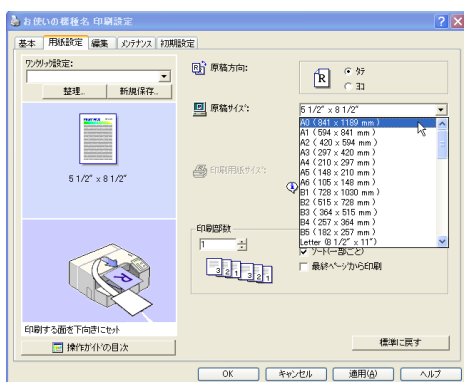 お使いの機種名 印刷設定
基本 用紙設定 編集 メンテナンス 初期設定
ワンクリック設定:
整理... 新規保存...
5 1/2" x 8 1/2"
印刷する面を下向きにセット
操作ガイドの目次
原稿方向:
R
タテ
ヨコ
原稿サイズ:
5 1/2" x 8 1/2"
A0 ( 841 x 1189 mm )
A1 ( 594 x 841 mm )
A2 ( 420 x 594 mm )
A3 ( 297 x 420 mm )
A4 ( 210 x 297 mm )
A5 ( 148 x 210 mm )
A6 ( 105 x 148 mm )
B1 ( 728 x 1030 mm )
B2 ( 515 x 728 mm )
B3 ( 364 x 515 mm )
B4 ( 257 x 364 mm )
B5 ( 182 x 257 mm )
Letter (8 1/2" x 11")
印刷用紙サイズ:
印刷部数
1
3 2 1 3 2 1
ソート(一部ごと)
最終ページから印刷
標準に戻す
OK キャンセル 適用(A) ヘルプ